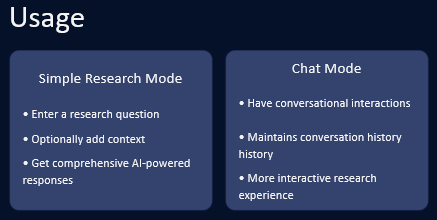 Usage
Simple Research Mode
• Enter a research question
• Optionally add context
• Get comprehensive AI-powered
responses
Chat Mode
• Have conversational interactions
• Maintains conversation history
history
• More interactive research
experience